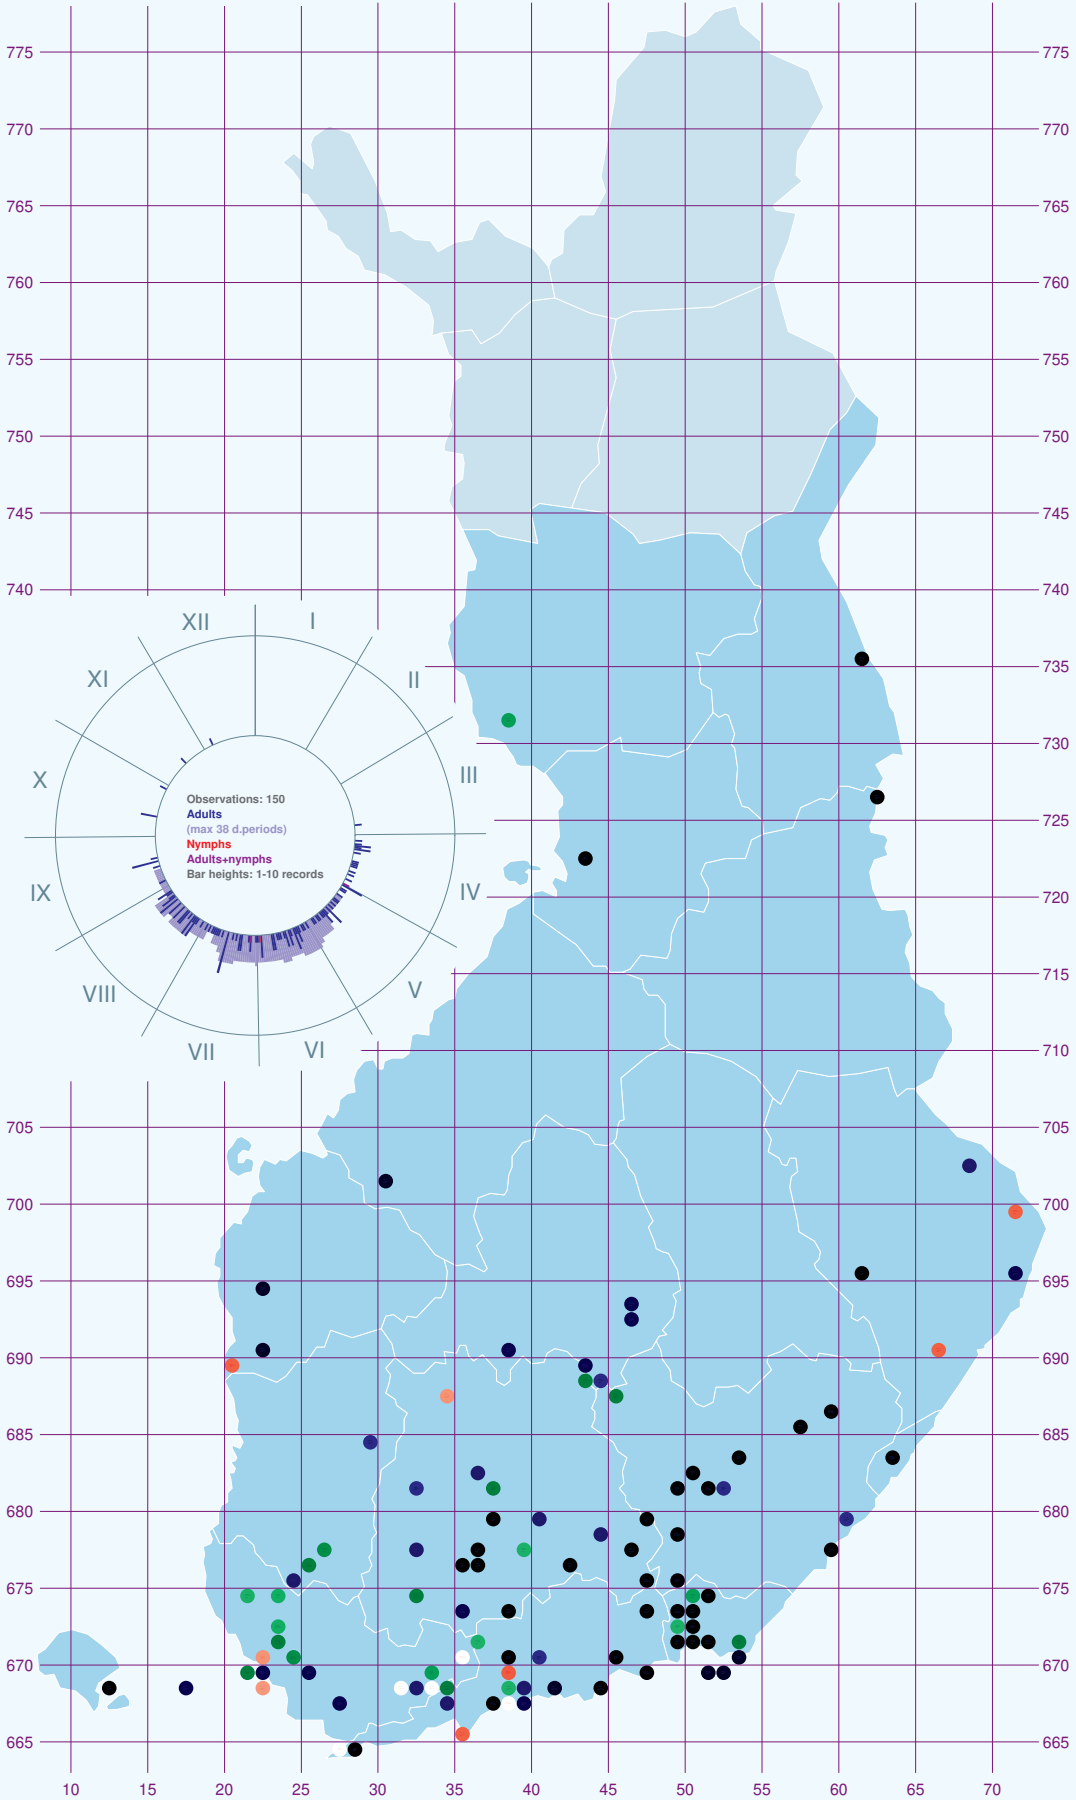 775 775
770 770
765 765
760 760
755 755
750 750
745 745
740 740
XII I
XI II
735
730
X III
Observations: 150
Adults
(max 38 d.periods)
Nymphs
Adults+nymphs
Bar heights: 1-10 records
725
IX IV
720
VIII V
715
VII VI
710
705 705
700 700
695 695
690 690
685 685
680 680
675 675
670 670
665 665
10 15 20 25 30 35 40 45 50 55 60 65 70